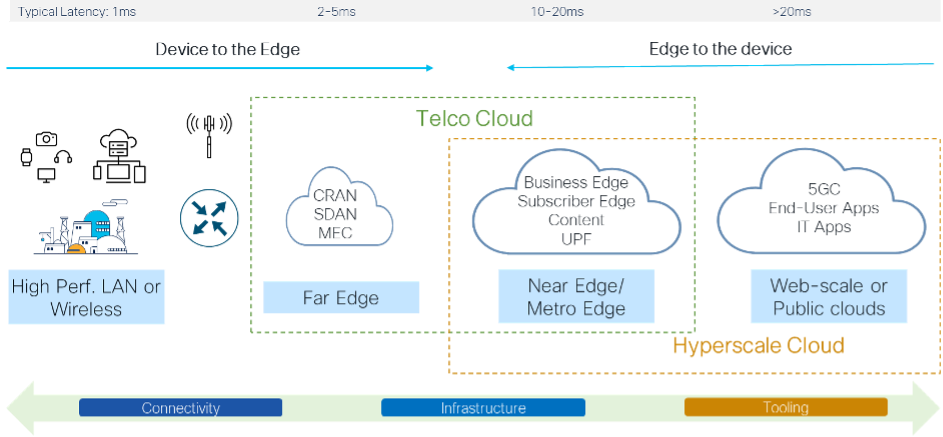 Typical Latency: 1ms
2-5ms
10-20ms
>20ms
Device to the Edge
Edge to the device
Telco Cloud
CRAN
SDAN
MEC
Business Edge
Subscriber Edge
Content
UPF
5GC
End-User Apps
IT Apps
High Perf. LAN or
Wireless
Far Edge
Near Edge/
Metro Edge
Web-scale or
Public clouds
Hyperscale Cloud
Connectivity
Infrastructure
Tooling